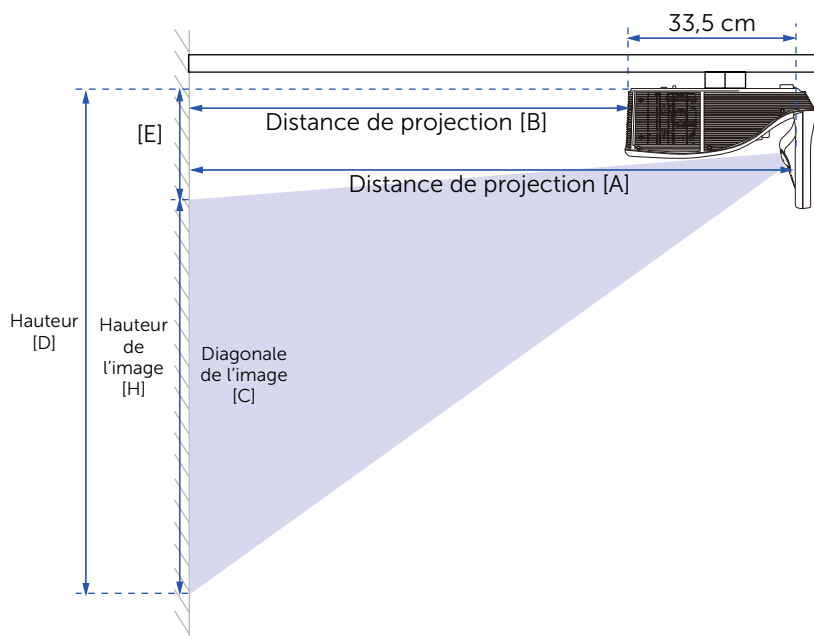 33,5 cm
[E]
Distance de projection [B]
Distance de projection [A]
Hauteur
[D]
Hauteur
de
l'image
[H]
Diagonale
de l'image
[C]